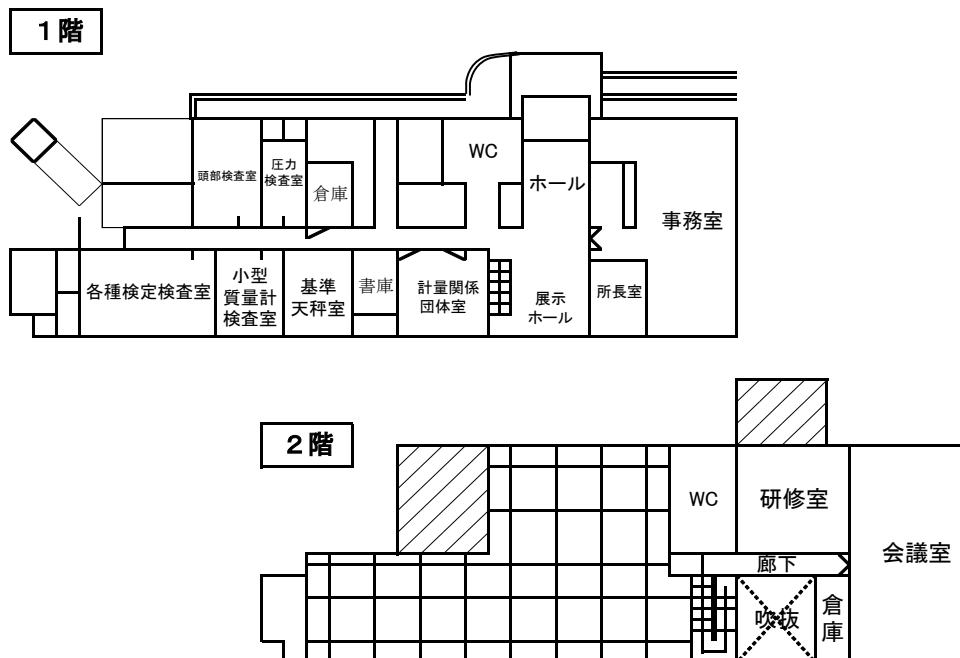 1階
WC
頭部検査室
圧力
検査室
倉庫
ホール
事務室
各種検定検査室
小型
質量計
検査室
基準
天秤室
書庫
計量関係
団体室
展示
ホール
所長室
2階
WC
研修室
会議室
廊下
吹抜
倉
庫